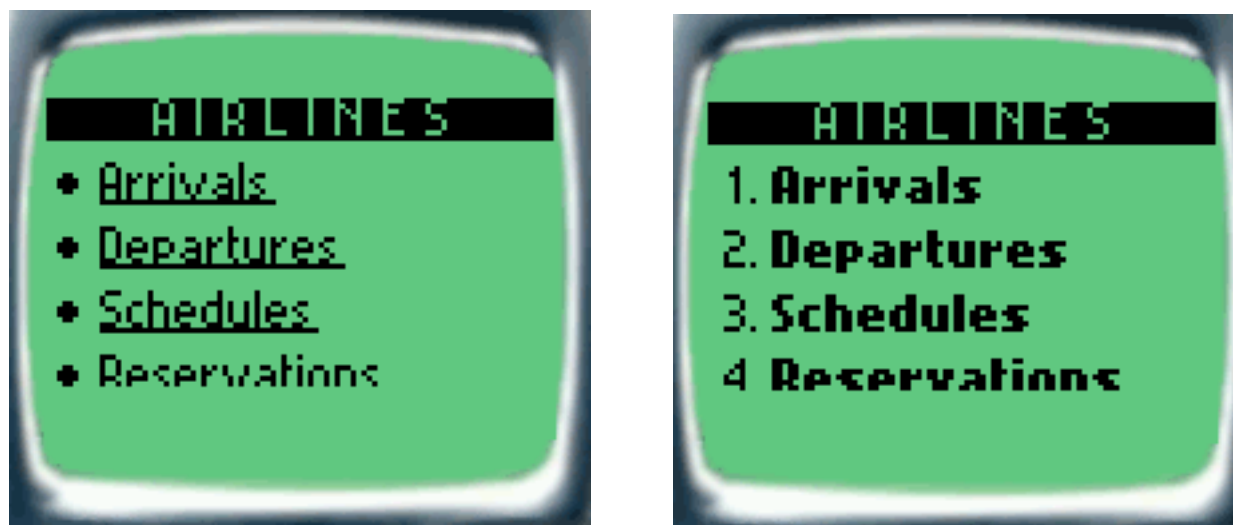 AIRLINES
• Arrivals
• Departures
• Schedules
• Reservations
AIRLINES
1. Arrivals
2. Departures
3. Schedules
4 Reservations